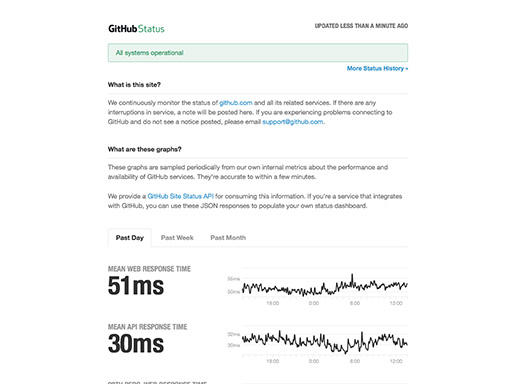 GitHub Status
UPDATED LESS THAN A MINUTE AGO
All systems operational
More Status History »
What is this site?
We continuously monitor the status of github.com and all its related services. If there are any
interruptions in service, a note will be posted here. If you are experiencing problems connecting to
GitHub and do not see a notice posted, please email support@github.com.
What are these graphs?
These graphs are sampled periodically from our own internal metrics about the performance and
availability of GitHub services. They're accurate to within a few minutes.
We provide a GitHub Site Status API for consuming this information. If you're a service that integrates
with GitHub, you can use these JSON responses to populate your own status dashboard.
Past Day Past Week Past Month
MEAN WEB RESPONSE TIME
51ms
50ms
18:00 0:00 6:00 12:00
MEAN API RESPONSE TIME
30ms
30ms
18:00 0:00 6:00 12:00